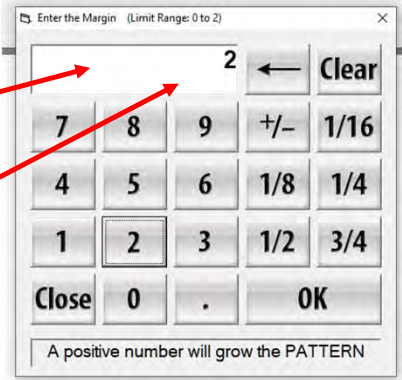 Enter the Margin (Limit Range: 0 to 2)
2
← Clear
7 8 9 +/- 1/16
4 5 6 1/8 1/4
1 2 3 1/2 3/4
Close 0 . OK
A positive number will grow the PATTERN